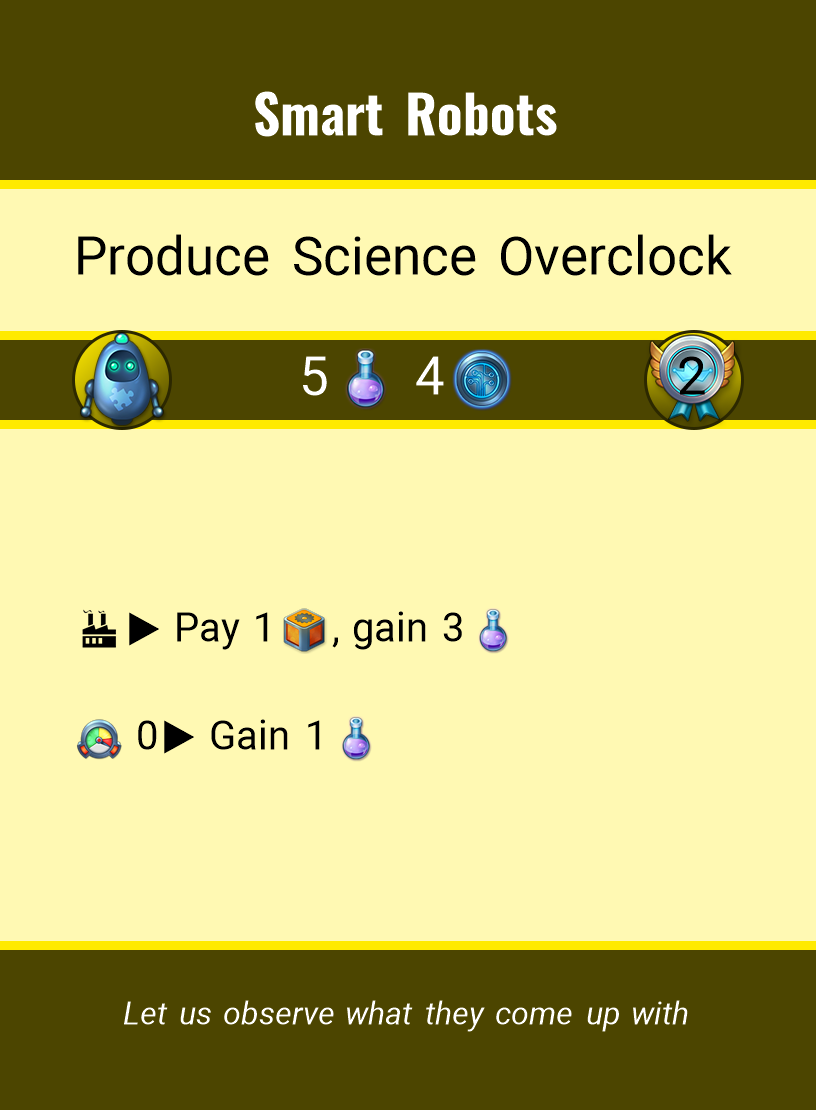 Smart Robots
Produce Science Overclock
5 4 2
▶ Pay 1 , gain 3
0▶ Gain 1
Let us observe what they come up with